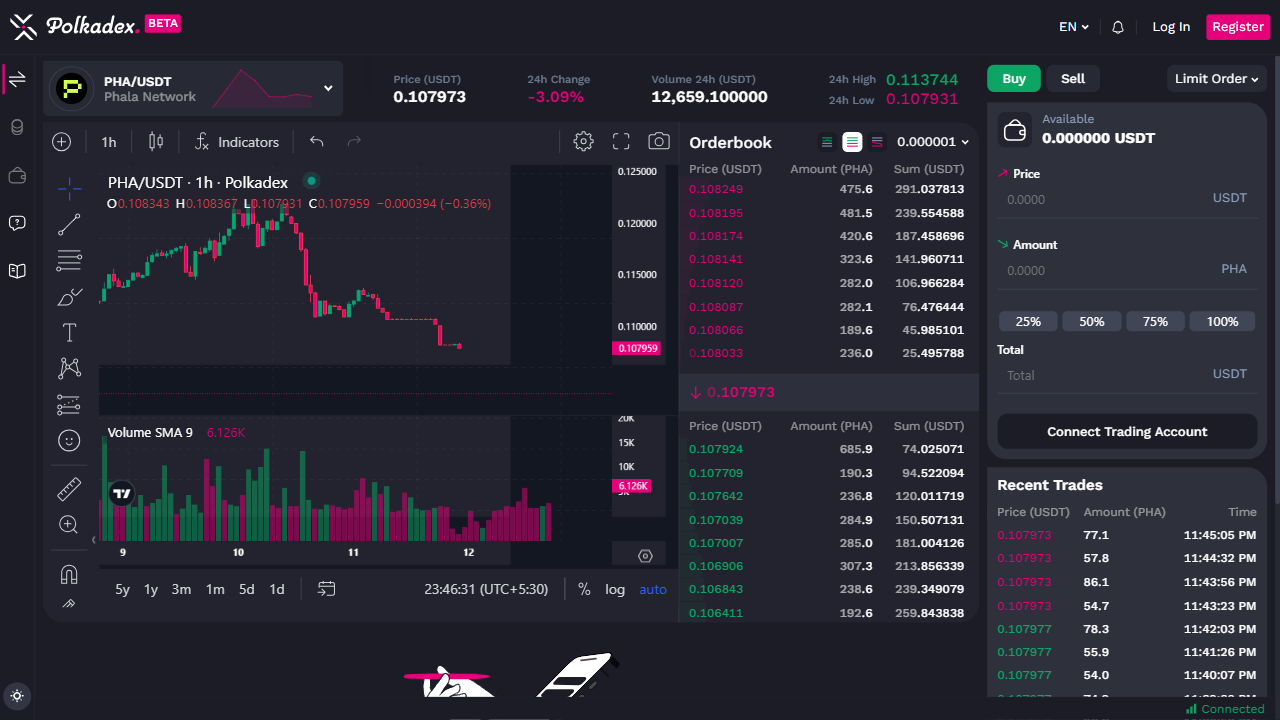 Polkadex. BETA
EN
Log In
Register
PHA/USDT
Phala Network
Price (USDT)
0.107973
24h Change
-3.09%
Volume 24h (USDT)
12,659.100000
24h High 0.113744
24h Low 0.107931
1h
Indicators
PHA/USDT · 1h · Polkadex
O0.108343 H0.108367 L0.107931 C0.107959 −0.000394 (−0.36%)
0.125000
0.120000
0.115000
0.110000
0.107959
Volume SMA 9 6.126K
20K
15K
10K
6.126K
9 10 11 12
5y 1y 3m 1m 5d 1d
23:46:31 (UTC+5:30)
% log auto
Orderbook
0.000001
Price (USDT) Amount (PHA) Sum (USDT)
0.108249 475.6 291.037813
0.108195 481.5 239.554588
0.108174 420.6 187.458696
0.108141 323.6 141.960711
0.108120 282.0 106.966284
0.108087 282.1 76.476444
0.108066 189.6 45.985101
0.108033 236.0 25.495788
0.107973
Price (USDT) Amount (PHA) Sum (USDT)
0.107924 685.9 74.025071
0.107709 190.3 94.522094
0.107642 236.8 120.011719
0.107039 284.9 150.507131
0.107007 285.0 181.004126
0.106906 307.3 213.856339
0.106843 238.6 239.349079
0.106411 192.6 259.843838
Buy
Sell
Limit Order
Available
0.000000 USDT
Price
0.0000 USDT
Amount
0.0000 PHA
25% 50% 75% 100%
Total
Total USDT
Connect Trading Account
Recent Trades
Price (USDT) Amount (PHA) Time
0.107973 77.1 11:45:05 PM
0.107973 57.8 11:44:32 PM
0.107973 86.1 11:43:56 PM
0.107973 54.7 11:43:23 PM
0.107977 78.3 11:42:03 PM
0.107977 55.9 11:41:26 PM
0.107977 54.0 11:40:07 PM
Connected